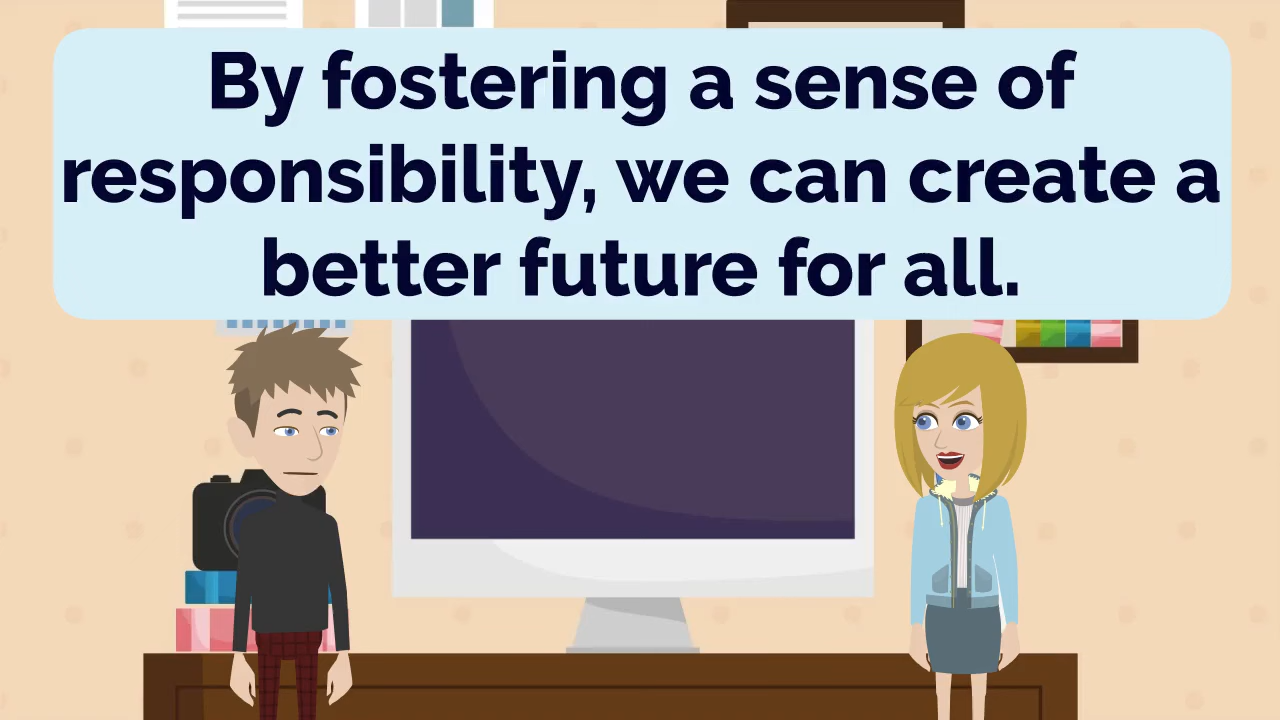 By fostering a sense of
responsibility, we can create a
better future for all.